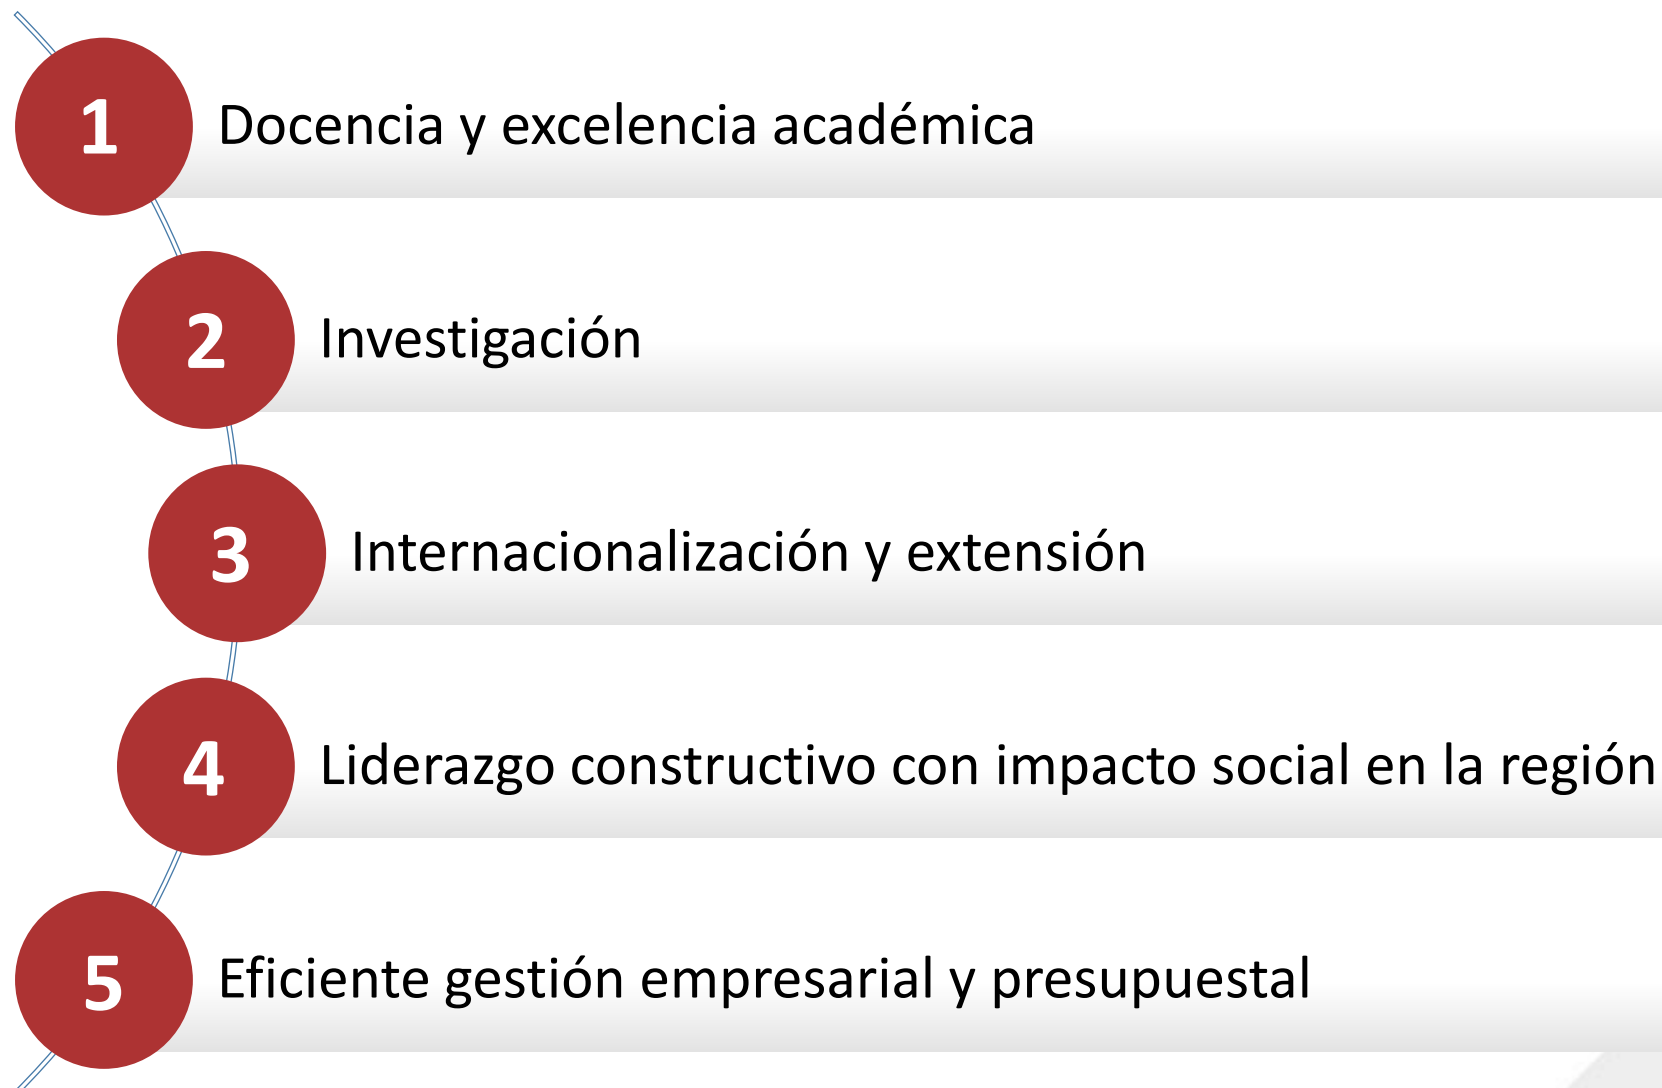 1 Docencia y excelencia académica
2 Investigación
3 Internacionalización y extensión
4 Liderazgo constructivo con impacto social en la región
5 Eficiente gestión empresarial y presupuestal